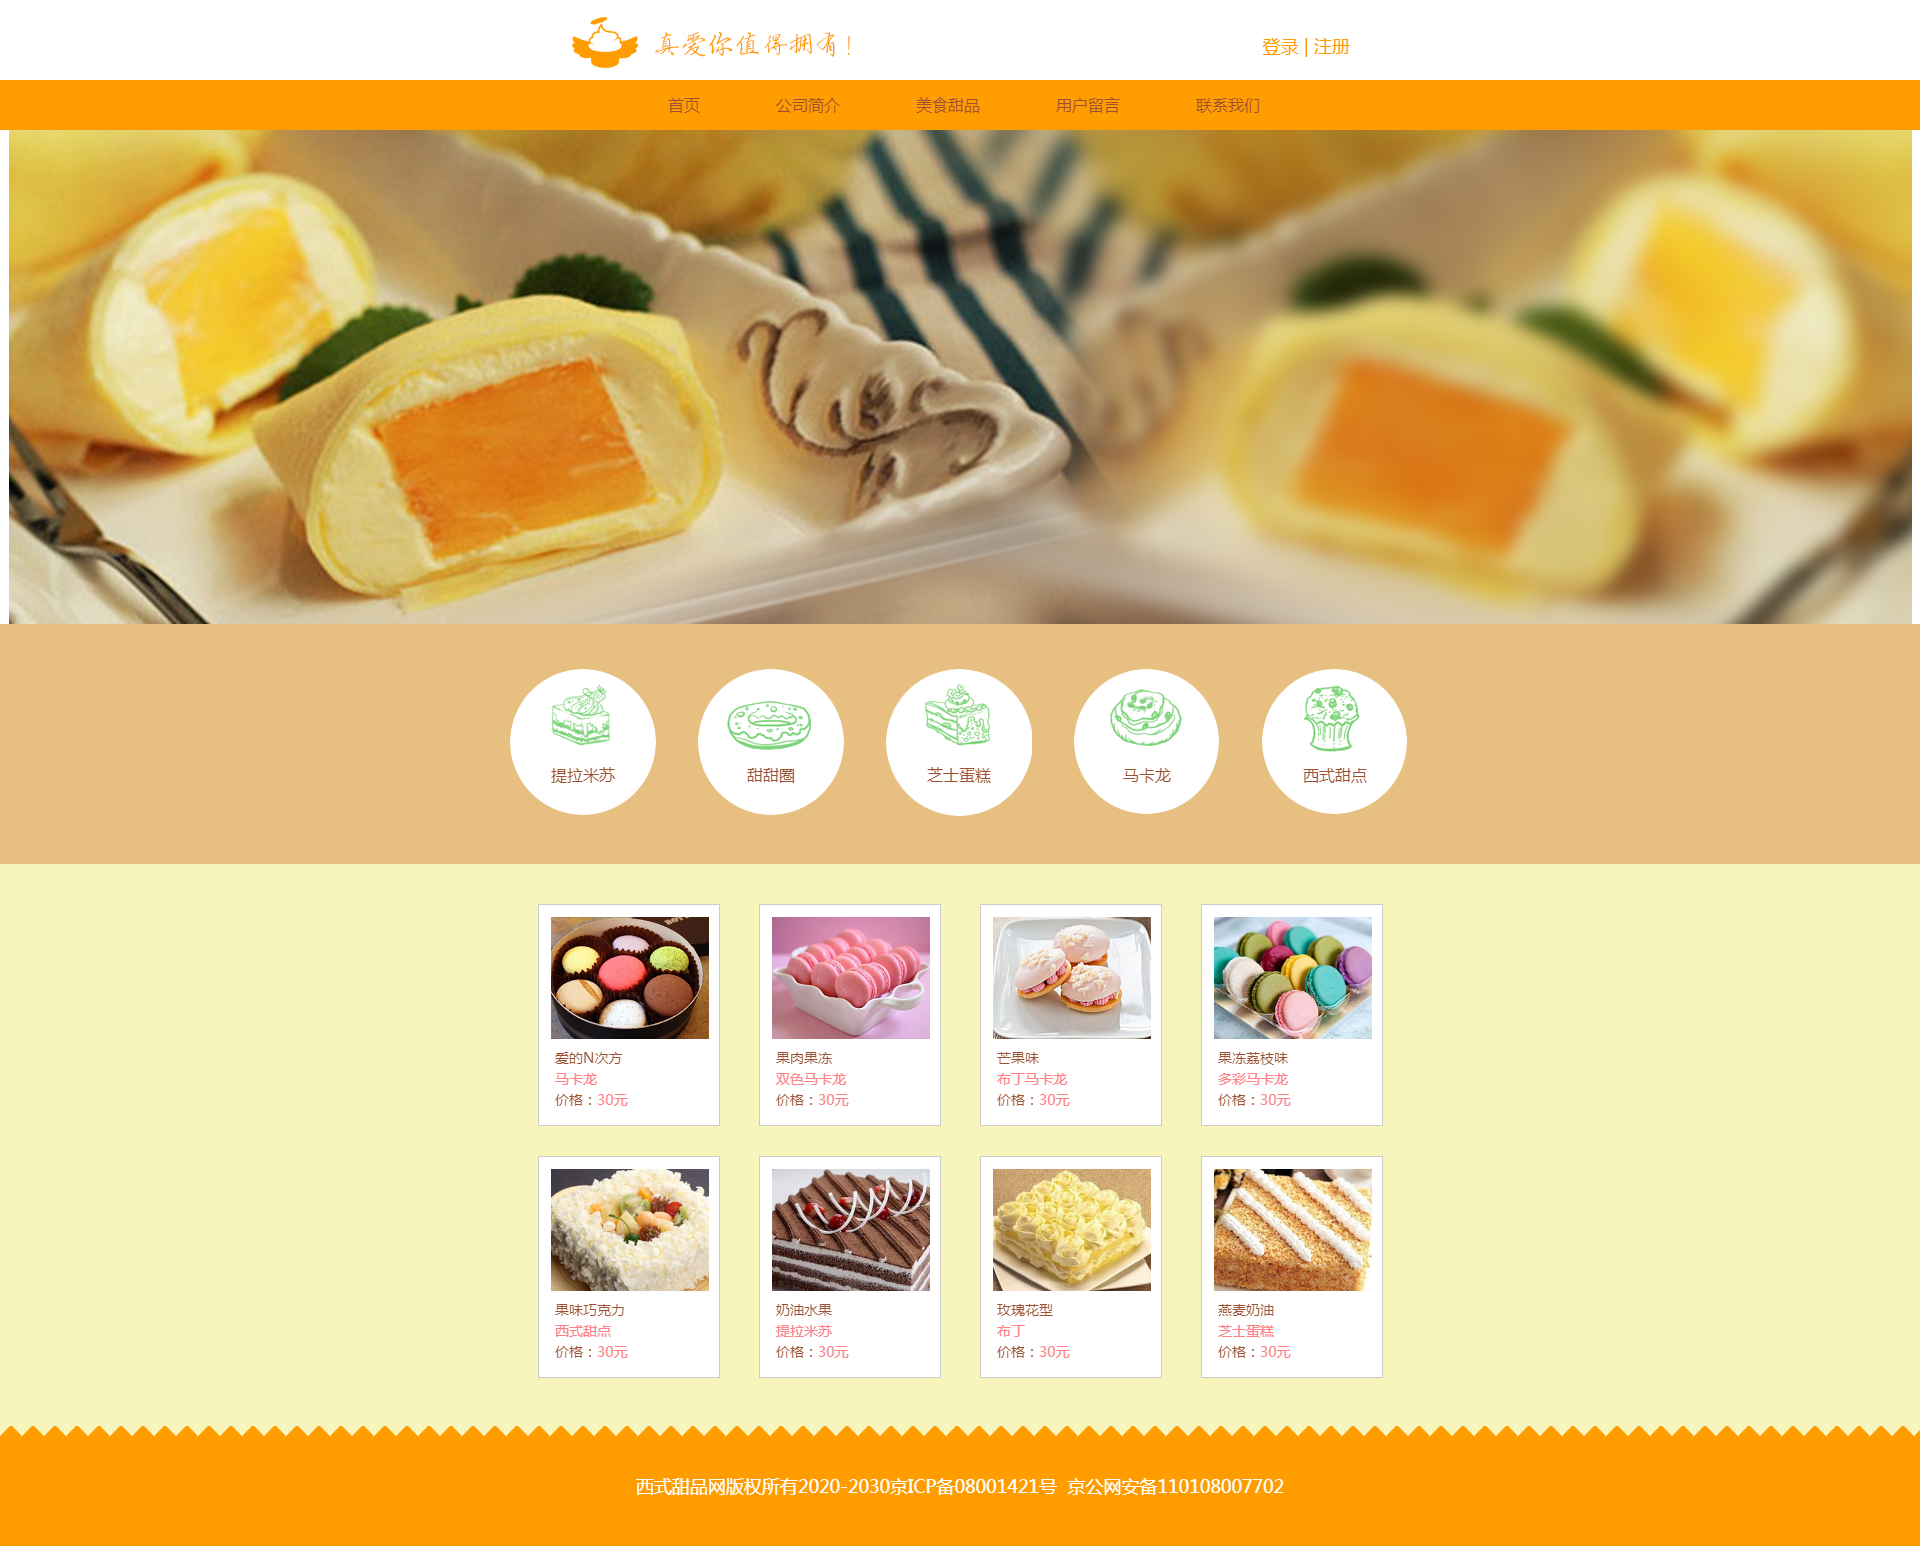 真爱你值得拥有！
登录 | 注册
首页 公司简介 美食甜品 用户留言 联系我们
提拉米苏 甜甜圈 芝士蛋糕 马卡龙 西式甜点
爱的N次方
马卡龙
价格：30元
果肉果冻
双色马卡龙
价格：30元
芒果味
布丁马卡龙
价格：30元
果冻荔枝味
多彩马卡龙
价格：30元
果味巧克力
西式甜点
价格：30元
奶油水果
提拉米苏
价格：30元
玫瑰花型
布丁
价格：30元
燕麦奶油
芝士蛋糕
价格：30元
西式甜品网版权所有2020-2030京ICP备08001421号 京公网安备110108007702